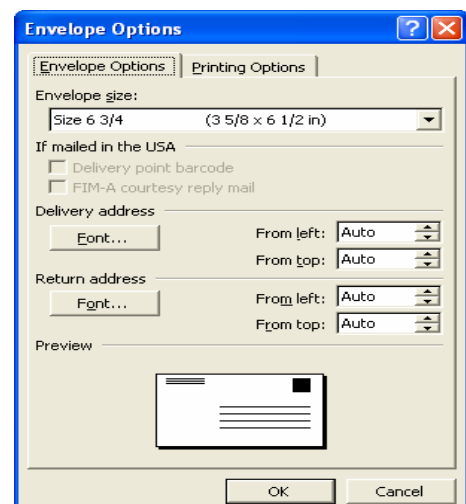 Envelope Options
Envelope Options Printing Options
Envelope size:
Size 6 3/4 (3 5/8 x 6 1/2 in)
If mailed in the USA
Delivery point barcode
FIM-A courtesy reply mail
Delivery address
Font... From left: Auto
From top: Auto
Return address
Font... From left: Auto
From top: Auto
Preview
OK Cancel